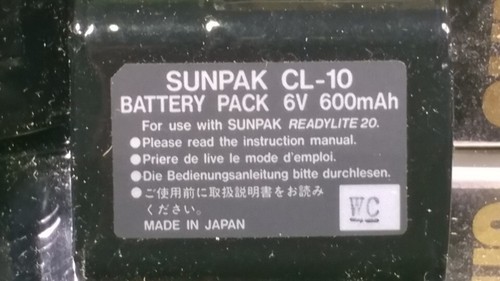 SUNPAK CL-10
BATTERY PACK 6V 600mAh
For use with SUNPAK READYLITE 20.
●Please read the instruction manual.
●Priere de live le mode d'emploi.
●Die Bedienungsanleitung bitte durchlesen.
●ご使用前に取扱説明書をお読み
ください。
MADE IN JAPAN
WC